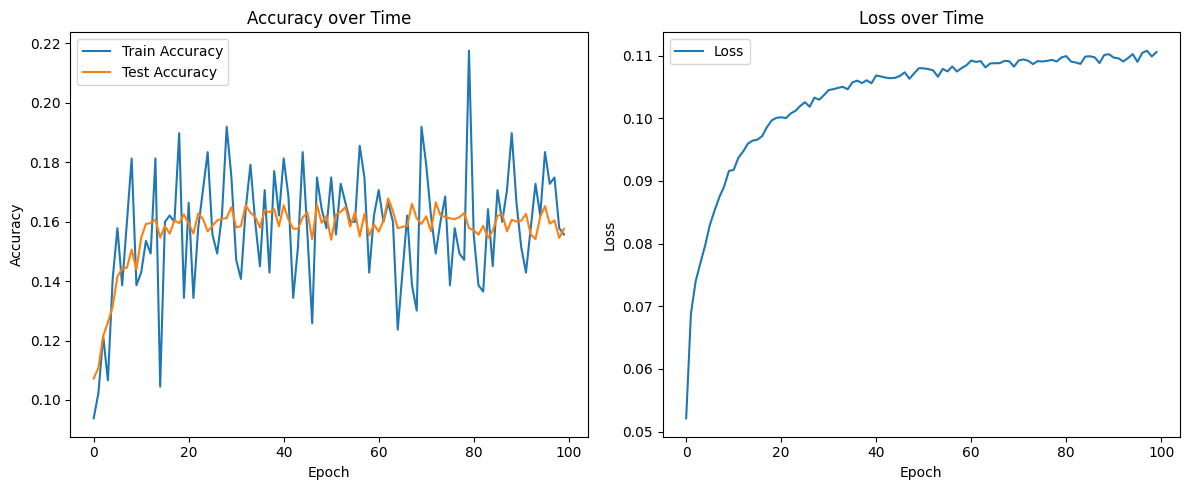 Accuracy over Time
Train Accuracy
Test Accuracy
0.22
0.20
0.18
0.16
0.14
0.12
0.10
Accuracy
0
20
40
60
80
100
Epoch
Loss over Time
Loss
0.11
0.10
0.09
0.08
0.07
0.06
0.05
Loss
0
20
40
60
80
100
Epoch